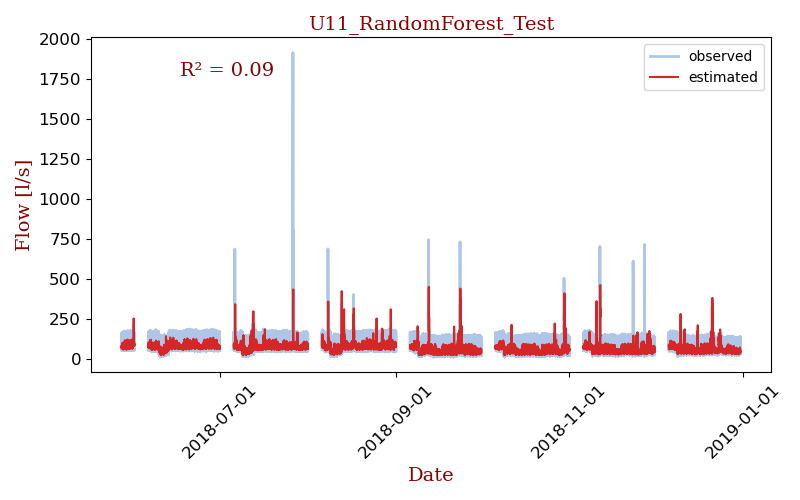 U11_RandomForest_Test
R² = 0.09
observed
estimated
Flow [l/s]
2000
1750
1500
1250
1000
750
500
250
0
2018-07-01
2018-09-01
2018-11-01
2019-01-01
Date